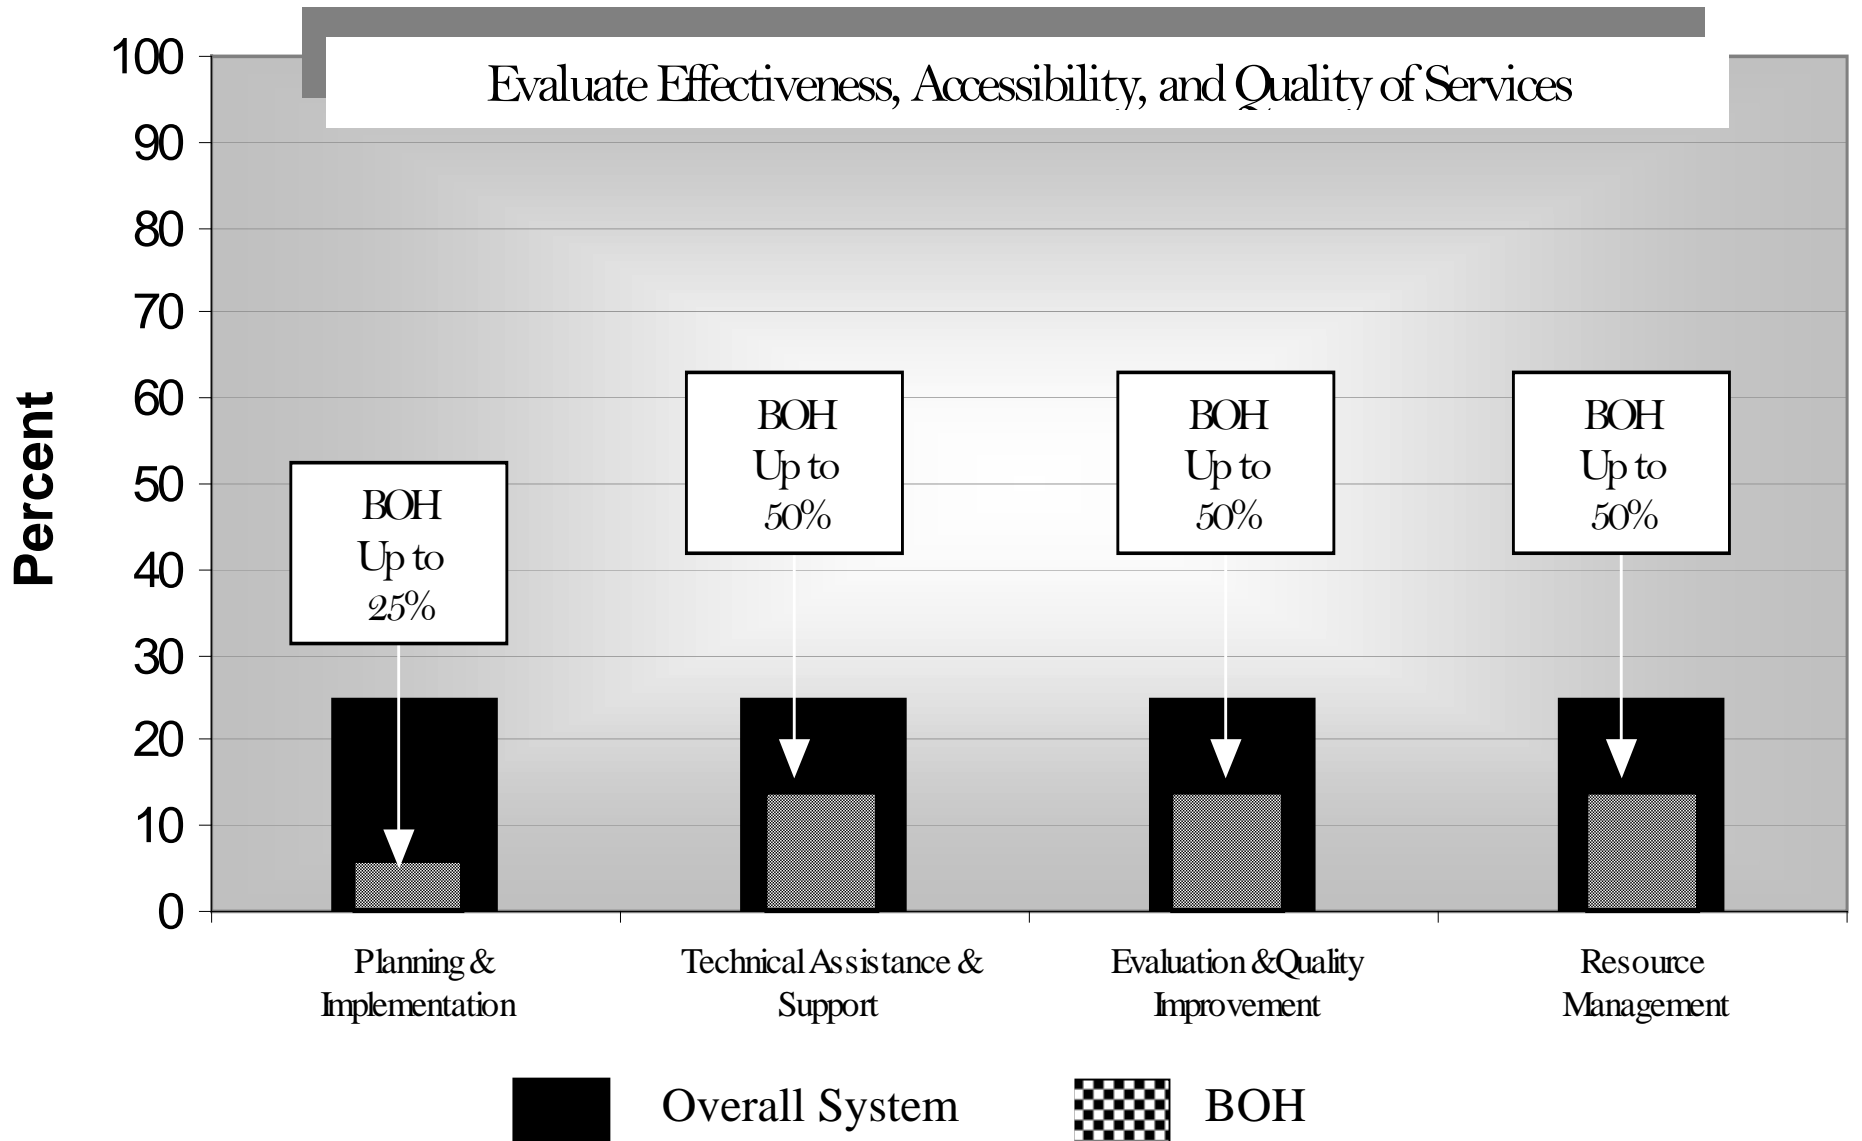 Evaluate Effectiveness, Accessibility, and Quality of Services
Percent
100
90
80
70
60
50
40
30
20
10
0
BOH
Up to
25%
BOH
Up to
50%
BOH
Up to
50%
BOH
Up to
50%
Planning &
Implementation
Technical Assistance &
Support
Evaluation & Quality
Improvement
Resource
Management
Overall System
BOH